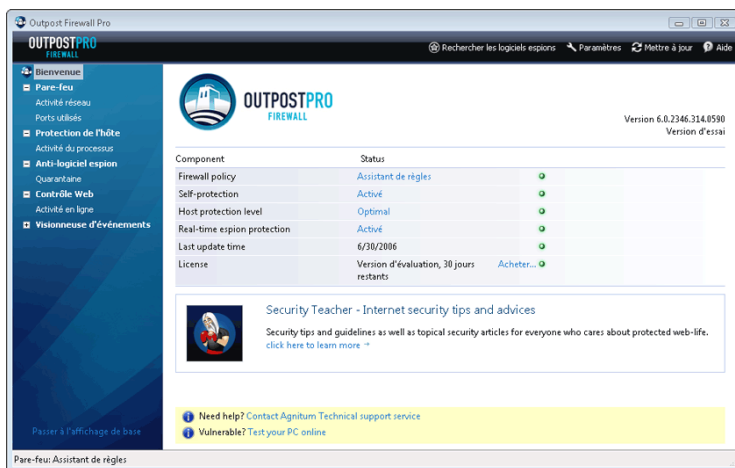 Outpost Firewall Pro
OUTPOSTPRO
FIREWALL
Rechercher les logiciels espions Paramètres Mettre à jour Aide
Bienvenue
Pare-feu
Activité réseau
Ports utilisés
Protection de l'hôte
Activité du processus
Anti-logiciel espion
Quarantaine
Contrôle Web
Activité en ligne
Visionneuse d'événements
Passer à l'affichage de base
OUTPOSTPRO
FIREWALL
Version 6.0.2346.314.0590
Version d'essai
Component Status
Firewall policy Assistant de règles
Self-protection Activé
Host protection level Optimal
Real-time espion protection Activé
Last update time 6/30/2006
License Version d'évaluation, 30 jours Acheter...
restants
Security Teacher - Internet security tips and advices
Security tips and guidelines as well as topical security articles for everyone who cares about protected web-life.
click here to learn more →
Need help? Contact Agnitum Technical support service
Vulnerable? Test your PC online
Pare-feu: Assistant de règles